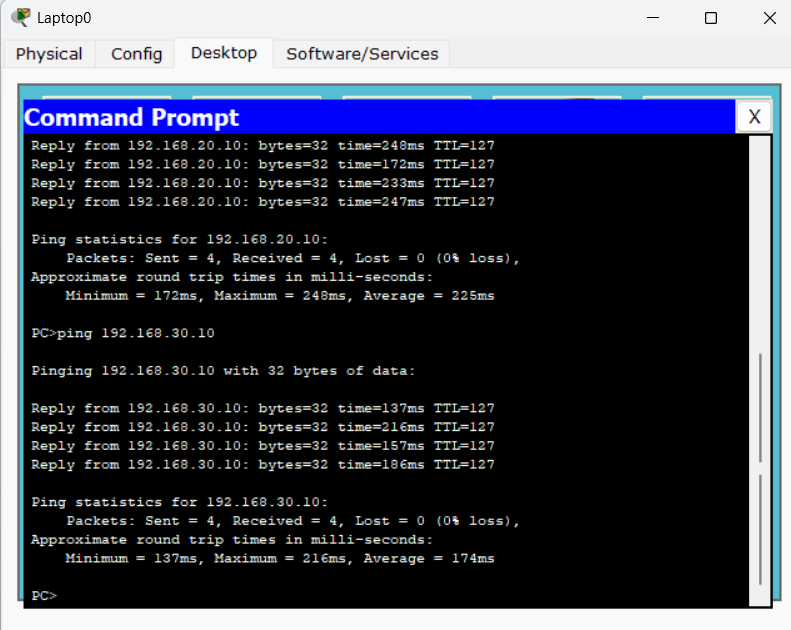 Laptop0
Physical Config Desktop Software/Services
Command Prompt X
Reply from 192.168.20.10: bytes=32 time=248ms TTL=127
Reply from 192.168.20.10: bytes=32 time=172ms TTL=127
Reply from 192.168.20.10: bytes=32 time=233ms TTL=127
Reply from 192.168.20.10: bytes=32 time=247ms TTL=127
Ping statistics for 192.168.20.10:
Packets: Sent = 4, Received = 4, Lost = 0 (0% loss),
Approximate round trip times in milli-seconds:
Minimum = 172ms, Maximum = 248ms, Average = 225ms
PC>ping 192.168.30.10
Pinging 192.168.30.10 with 32 bytes of data:
Reply from 192.168.30.10: bytes=32 time=137ms TTL=127
Reply from 192.168.30.10: bytes=32 time=216ms TTL=127
Reply from 192.168.30.10: bytes=32 time=157ms TTL=127
Reply from 192.168.30.10: bytes=32 time=186ms TTL=127
Ping statistics for 192.168.30.10:
Packets: Sent = 4, Received = 4, Lost = 0 (0% loss),
Approximate round trip times in milli-seconds:
Minimum = 137ms, Maximum = 216ms, Average = 174ms
PC>